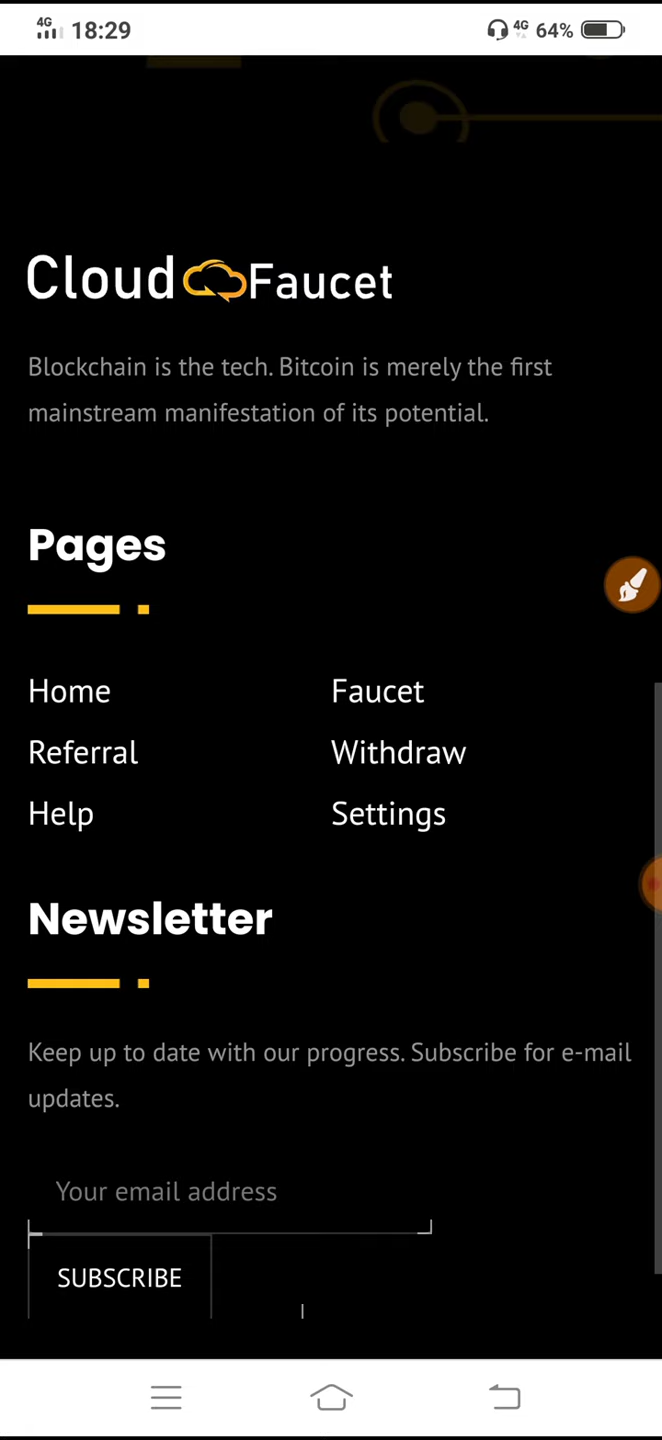 4G 18:29 4G 64%
Cloud Faucet
Blockchain is the tech. Bitcoin is merely the first
mainstream manifestation of its potential.
Pages
Home Faucet
Referral Withdraw
Help Settings
Newsletter
Keep up to date with our progress. Subscribe for e-mail
updates.
Your email address
SUBSCRIBE